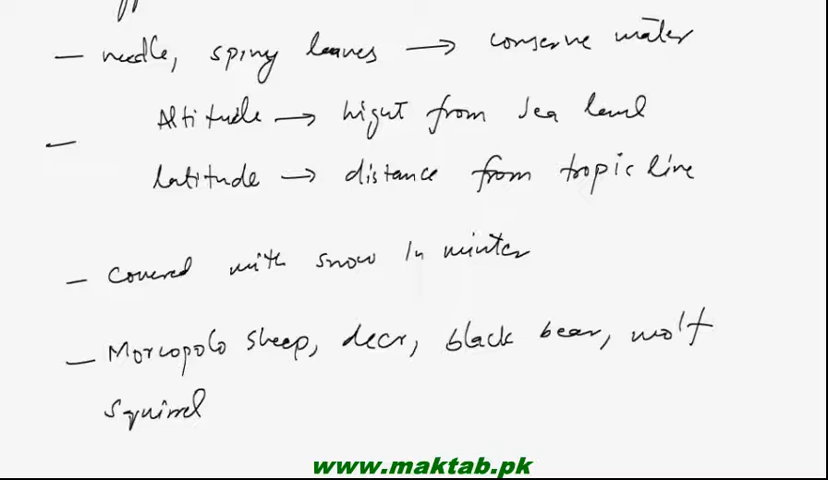 – needle, spiny leaves → conserve water
Altitude → hight from sea level
–
latitude → distance from tropic line
– Covered with snow in winter
– Morcopolo sheep, deer, black bear, wolf
squirrel
www.maktab.pk